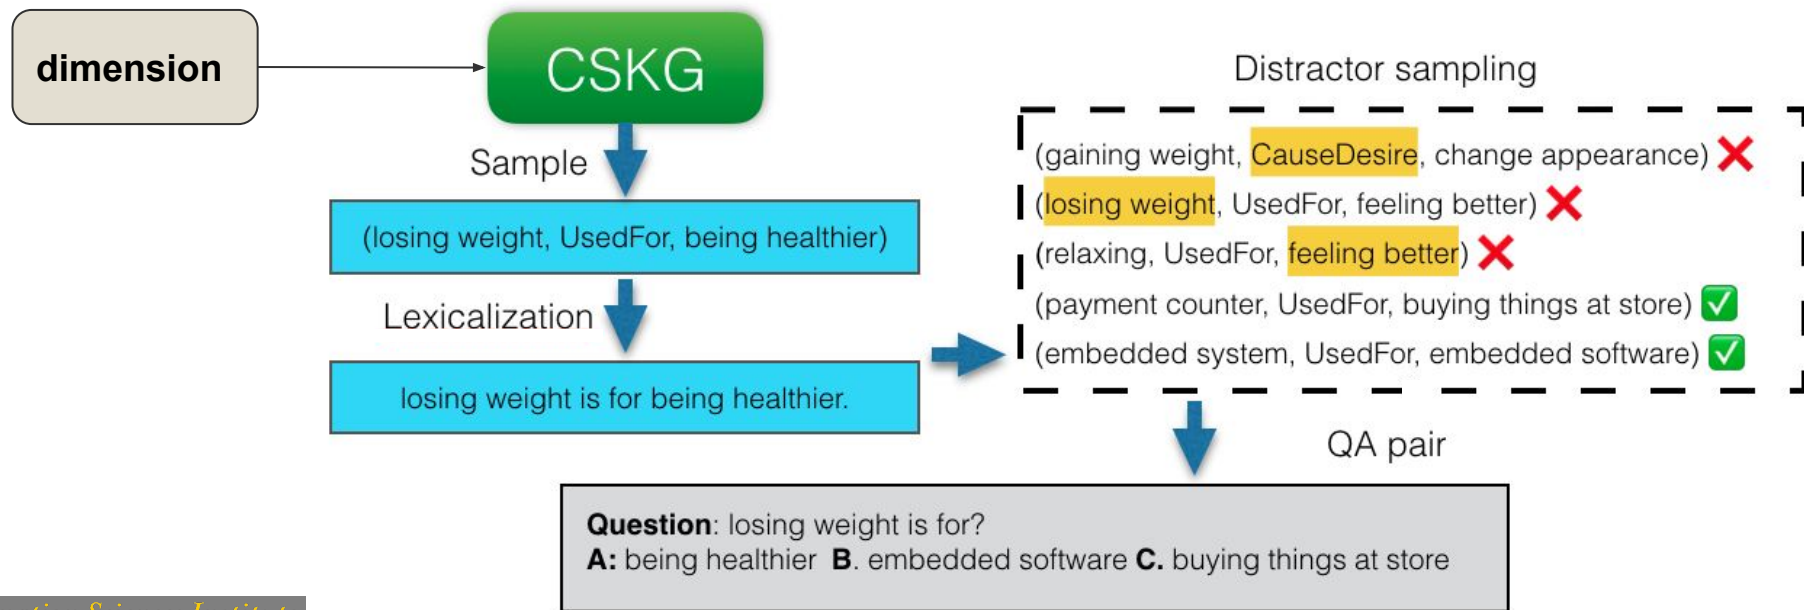 dimension
CSKG
Sample
(losing weight, UsedFor, being healthier)
Lexicalization
losing weight is for being healthier.
Distractor sampling
(gaining weight, CauseDesire, change appearance)
(losing weight, UsedFor, feeling better)
(relaxing, UsedFor, feeling better)
(payment counter, UsedFor, buying things at store)
(embedded system, UsedFor, embedded software)
QA pair
Question: losing weight is for?
A: being healthier B. embedded software C. buying things at store